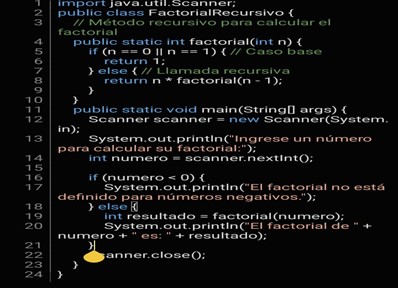 1 import java.util.Scanner;
2 public class FactorialRecursivo {
3 // Método recursivo para calcular el
factorial
4 public static int factorial(int n) {
5 if (n == 0 || n == 1) { // Caso base
6 return 1;
7 } else { // Llamada recursiva
8 return n * factorial(n - 1);
9 }
10 }
11 public static void main(String[] args) {
12 Scanner scanner = new Scanner(System.
in);
13 System.out.println("Ingrese un número
para calcular su factorial:");
14 int numero = scanner.nextInt();
15
16 if (numero < 0) {
17 System.out.println("El factorial no está
definido para números negativos.");
18 } else {
19 int resultado = factorial(numero);
20 System.out.println("El factorial de " +
numero + " es: " + resultado);
21 }
22 anner.close();
23 }
24 }